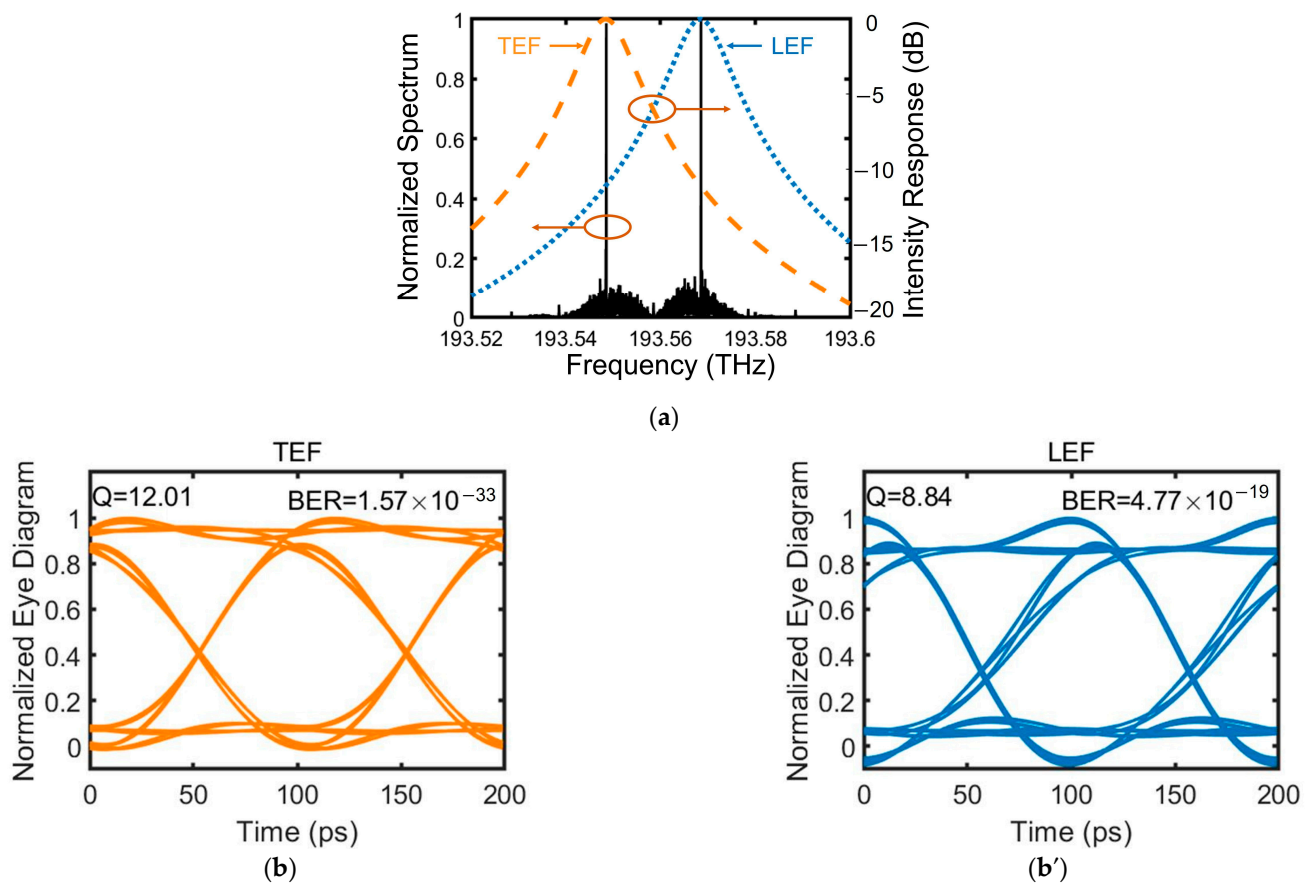 TEF
LEF
Normalized Spectrum
Intensity Response (dB)
1
0.8
0.6
0.4
0.2
0
0
−5
−10
−15
−20
193.52
193.54
193.56
193.58
193.6
Frequency (THz)
(a)
TEF
Q=12.01
BER=1.57×10−33
Normalized Eye Diagram
1
0.8
0.6
0.4
0.2
0
0
50
100
150
200
Time (ps)
(b)
LEF
Q=8.84
BER=4.77×10−19
Normalized Eye Diagram
1
0.8
0.6
0.4
0.2
0
0
50
100
150
200
Time (ps)
(b′)